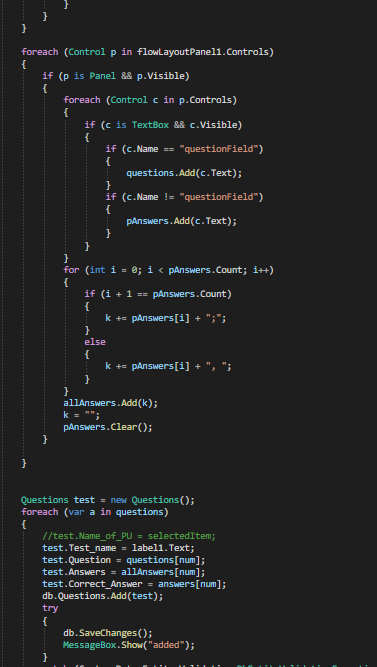 }
}
}
foreach (Control p in flowLayoutPanel1.Controls)
{
if (p is Panel && p.Visible)
{
foreach (Control c in p.Controls)
{
if (c is TextBox && c.Visible)
{
if (c.Name == "questionField")
{
questions.Add(c.Text);
}
if (c.Name != "questionField")
{
pAnswers.Add(c.Text);
}
}
}
for (int i = 0; i < pAnswers.Count; i++)
{
if (i + 1 == pAnswers.Count)
{
k += pAnswers[i] + ";";
}
else
{
k += pAnswers[i] + ", ";
}
}
allAnswers.Add(k);
k = "";
pAnswers.Clear();
}
}
Questions test = new Questions();
foreach (var a in questions)
{
//test.Name_of_PU = selectedItem;
test.Test_name = label1.Text;
test.Question = questions[num];
test.Answers = allAnswers[num];
test.Correct_Answer = answers[num];
db.Questions.Add(test);
try
{
db.SaveChanges();
MessageBox.Show("added");
}